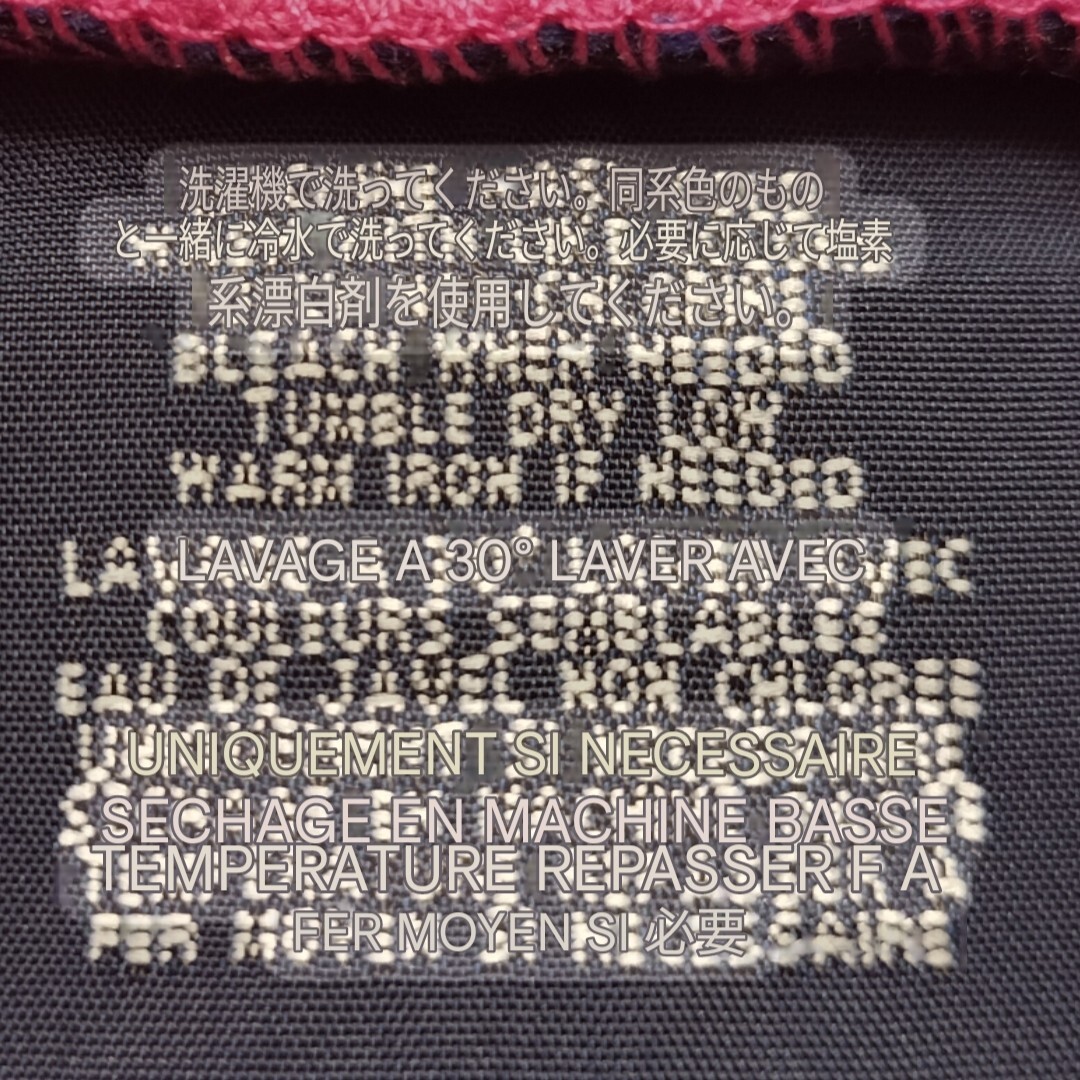 洗濯機で洗ってください。同系色のもの
と一緒に冷水で洗ってください。必要に応じて塩素
系漂白剤を使用してください。
BLEACH WHEN NEEDED
TUMBLE DRY LOW
WARM IRON IF NEEDED
LAVAGE A 30° LAVER AVEC
COULEURS SEMBLABLES
EAU DE JAVEL NON CHLOREE
UNIQUEMENT SI NECESSAIRE
SECHAGE EN MACHINE BASSE
TEMPERATURE REPASSER F A
FER MOYEN SI 必要